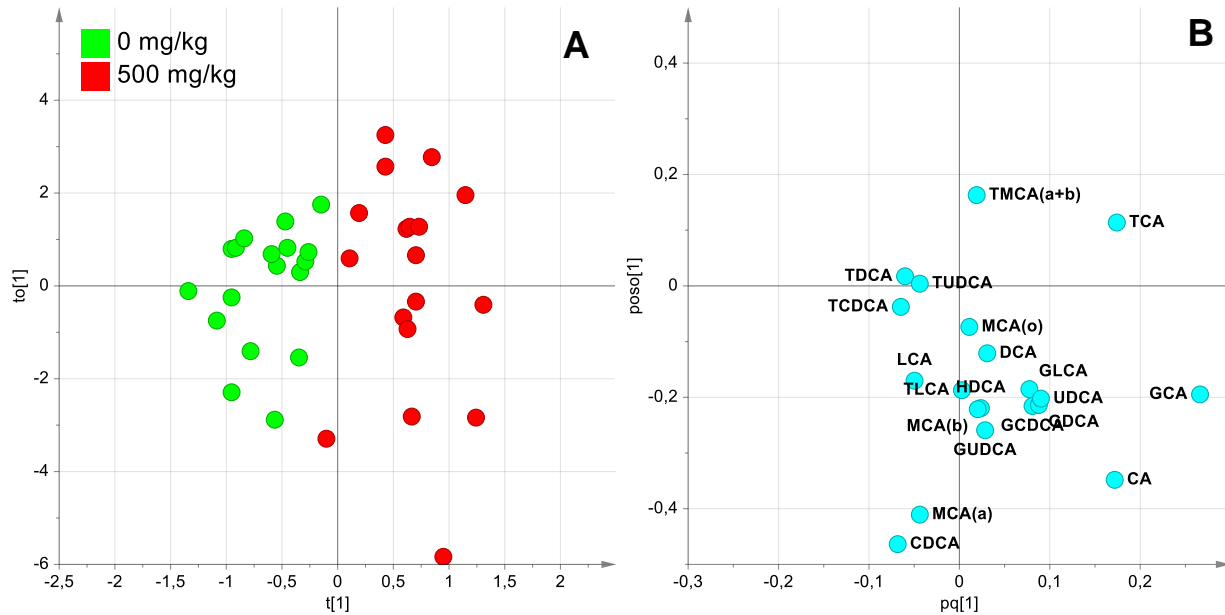 0 mg/kg
500 mg/kg
A
4
2
0
-2
-4
-6
to[1]
-2,5
-2
-1,5
-1
-0,5
0
0,5
1
1,5
2
t[1]
B
0,4
0,2
0
-0,2
-0,4
poso[1]
TMCA(a+b)
TCA
TDCA
TUDCA
TCDCA
MCA(o)
DCA
LCA
GLCA
TLCA
HDCA
UDCA
GCA
MCA(b)
GCDCA
GDCA
GUDCA
CA
MCA(a)
CDCA
-0,3
-0,2
-0,1
0
0,1
0,2
pq[1]